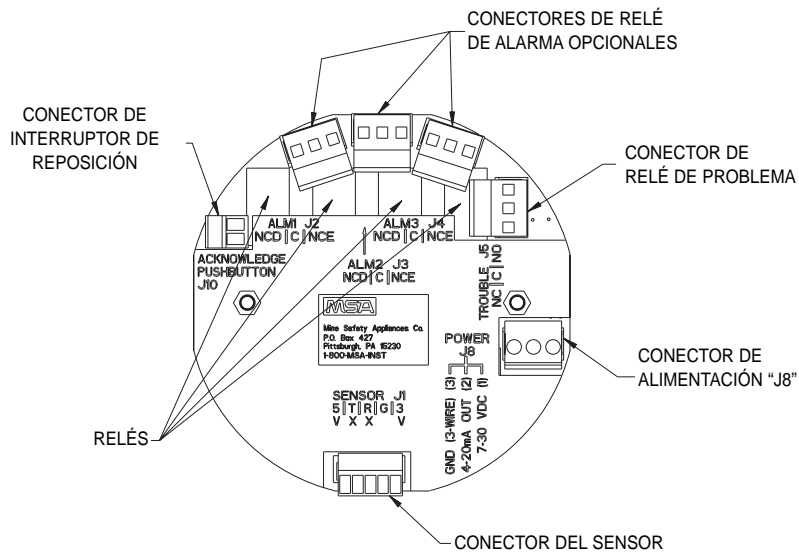 CONECTORES DE RELÉ
DE ALARMA OPCIONALES
CONECTOR DE
INTERRUPTOR DE
REPOSICIÓN
CONECTOR DE
RELÉ DE PROBLEMA
ALM1 J2
NCD|C|NCE
ALM3 J4
NCD|C|NCE
ALM2 J3
NCD|C|NCE
ACKNOWLEDGE
PUSHBUTTON
J10
TROUBLE J5
NC|C|NO
MSA
Mine Safety Appliances Co.
P.O. Box 427
Pittsburgh, PA 15230
1-800-MSA-INST
POWER
J8
GND (3-WIRE) (3)
4-20mA OUT (2)
7-30 VDC (1)
CONECTOR DE
ALIMENTACIÓN “J8”
SENSOR J1
5|T|R|G|3
V X X V
RELÉS
CONECTOR DEL SENSOR